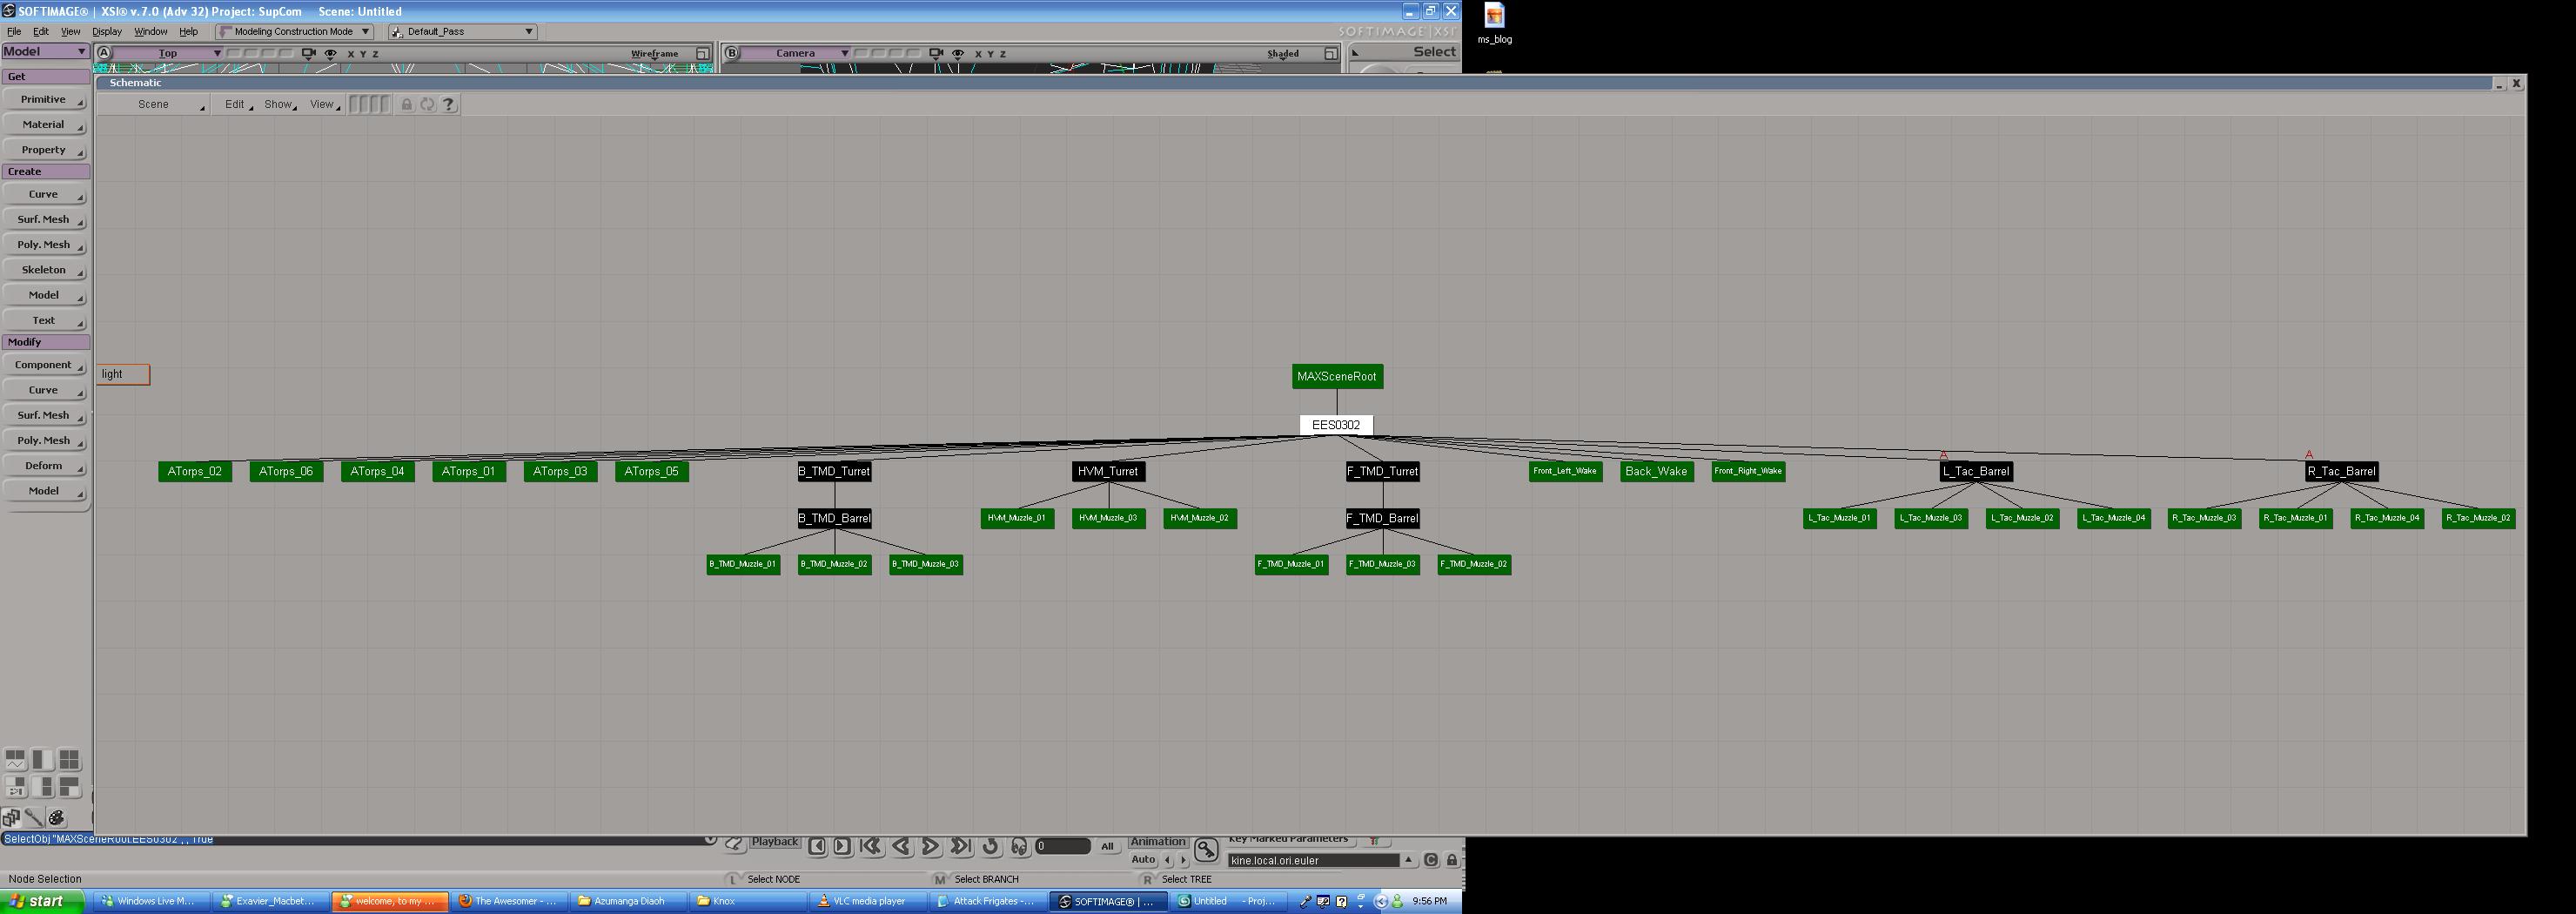 SOFTIMAGE® | XSI® v.7.0 (Adv 32) Project: SupCom Scene: Untitled
File Edit View Display Window Help Modeling Construction Mode Default_Pass SOFTIMAGE|XSI
ms_blog
Model A Top X Y Z Wireframe B Camera X Y Z Shaded Select
Get
Schematic
Primitive
Scene Edit Show View ?
Material
Property
Create
Curve
Surf. Mesh
Poly. Mesh
Skeleton
Model
Text
Modify
Component
Curve
Surf. Mesh
Poly. Mesh
Deform
Model
light
MAXSceneRoot
EES0302
A A
ATorps_02 ATorps_06 ATorps_04 ATorps_01 ATorps_03 ATorps_05 B_TMD_Turret HVM_Turret F_TMD_Turret Front_Left_Wake Back_Wake Front_Right_Wake L_Tac_Barrel R_Tac_Barrel
B_TMD_Barrel HVM_Muzzle_01 HVM_Muzzle_03 HVM_Muzzle_02 F_TMD_Barrel L_Tac_Muzzle_01 L_Tac_Muzzle_03 L_Tac_Muzzle_02 L_Tac_Muzzle_04 R_Tac_Muzzle_03 R_Tac_Muzzle_01 R_Tac_Muzzle_04 R_Tac_Muzzle_02
B_TMD_Muzzle_01 B_TMD_Muzzle_02 B_TMD_Muzzle_03 F_TMD_Muzzle_01 F_TMD_Muzzle_03 F_TMD_Muzzle_02
SelectObj "MAXSceneRoot.EES0302", , True
Playback 0 All Animation Key Marked Parameters
Auto kine.local.ori.euler C
Node Selection L Select NODE M Select BRANCH R Select TREE
start Windows Live M... Exavier_Macbet... welcome, to my ... The Awesomer - ... Azumanga Diaoh Knox VLC media player Attack Frigates -... SOFTIMAGE® | ... Untitled - Proj... 9:56 PM